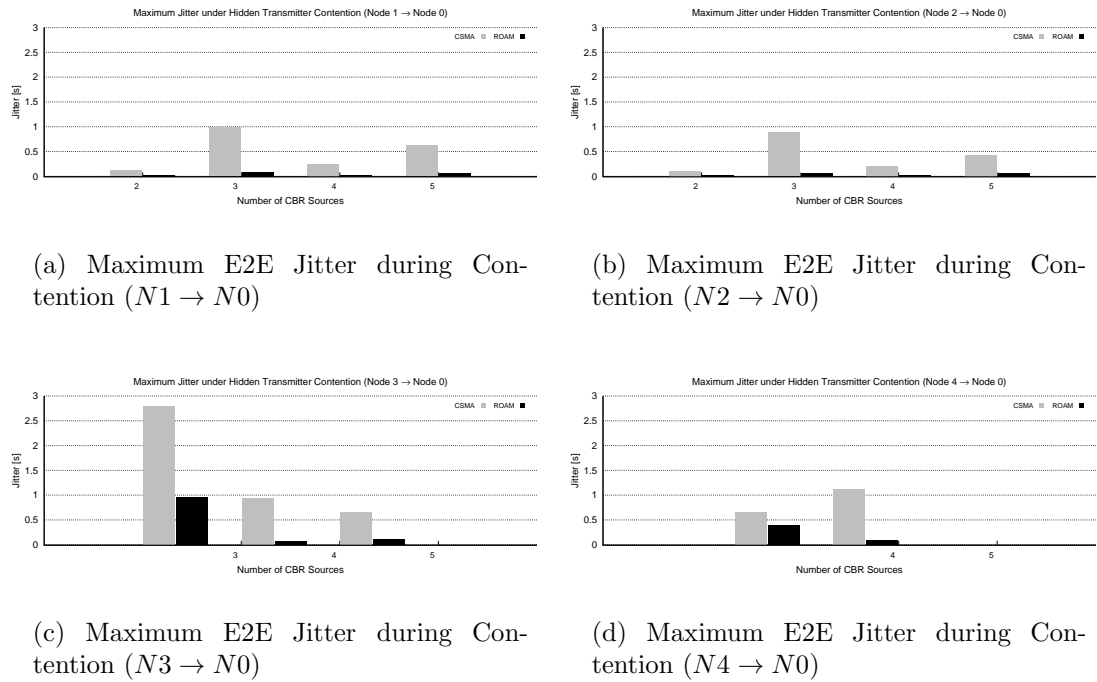 Maximum Jitter under Hidden Transmitter Contention (Node 1 → Node 0)
CSMA ROAM
3
2.5
2
1.5
1
0.5
0
Jitter [s]
2 3 4 5
Number of CBR Sources
(a) Maximum E2E Jitter during Con-
tention (N1 → N0)
Maximum Jitter under Hidden Transmitter Contention (Node 2 → Node 0)
CSMA ROAM
3
2.5
2
1.5
1
0.5
0
Jitter [s]
2 3 4 5
Number of CBR Sources
(b) Maximum E2E Jitter during Con-
tention (N2 → N0)
Maximum Jitter under Hidden Transmitter Contention (Node 3 → Node 0)
CSMA ROAM
3
2.5
2
1.5
1
0.5
0
Jitter [s]
3 4 5
Number of CBR Sources
(c) Maximum E2E Jitter during Con-
tention (N3 → N0)
Maximum Jitter under Hidden Transmitter Contention (Node 4 → Node 0)
CSMA ROAM
3
2.5
2
1.5
1
0.5
0
Jitter [s]
4 5
Number of CBR Sources
(d) Maximum E2E Jitter during Con-
tention (N4 → N0)